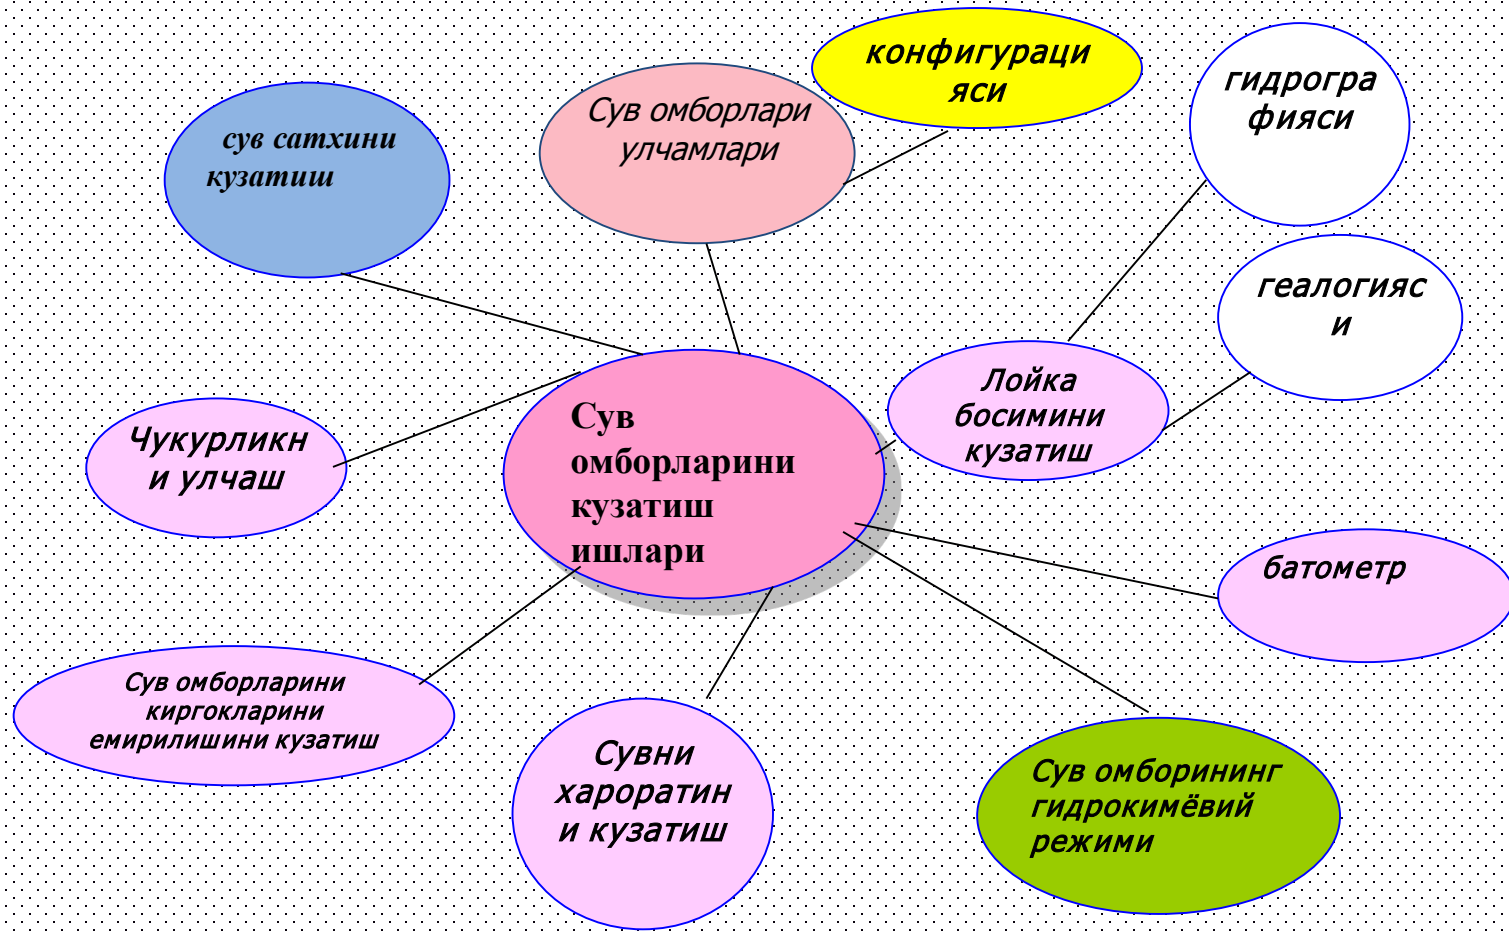 конфигураци
яси
гидрогра
фияси
Сув омборлари
улчамлари
сув сатхини
кузатиш
геалогияс
и
Лойка
босимини
кузатиш
Сув
омборларини
кузатиш
ишлари
Чукурликн
и улчаш
батометр
Сув омборларини
киргокларини
емирилишини кузатиш
Сувни
хароратин
и кузатиш
Сув омборининг
гидрокимёвий
режими